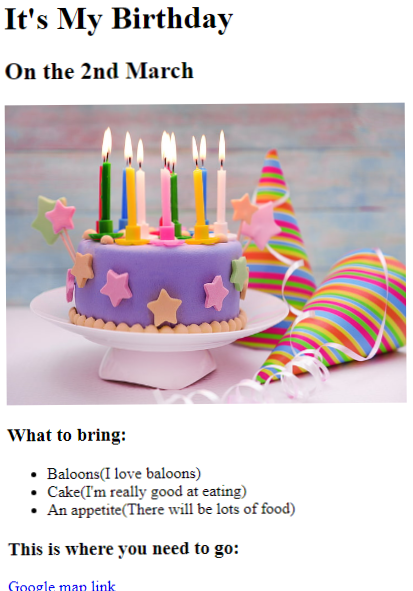 It's My Birthday
On the 2nd March
What to bring:
Baloons(I love baloons)
Cake(I'm really good at eating)
An appetite(There will be lots of food)
This is where you need to go:
Google map link